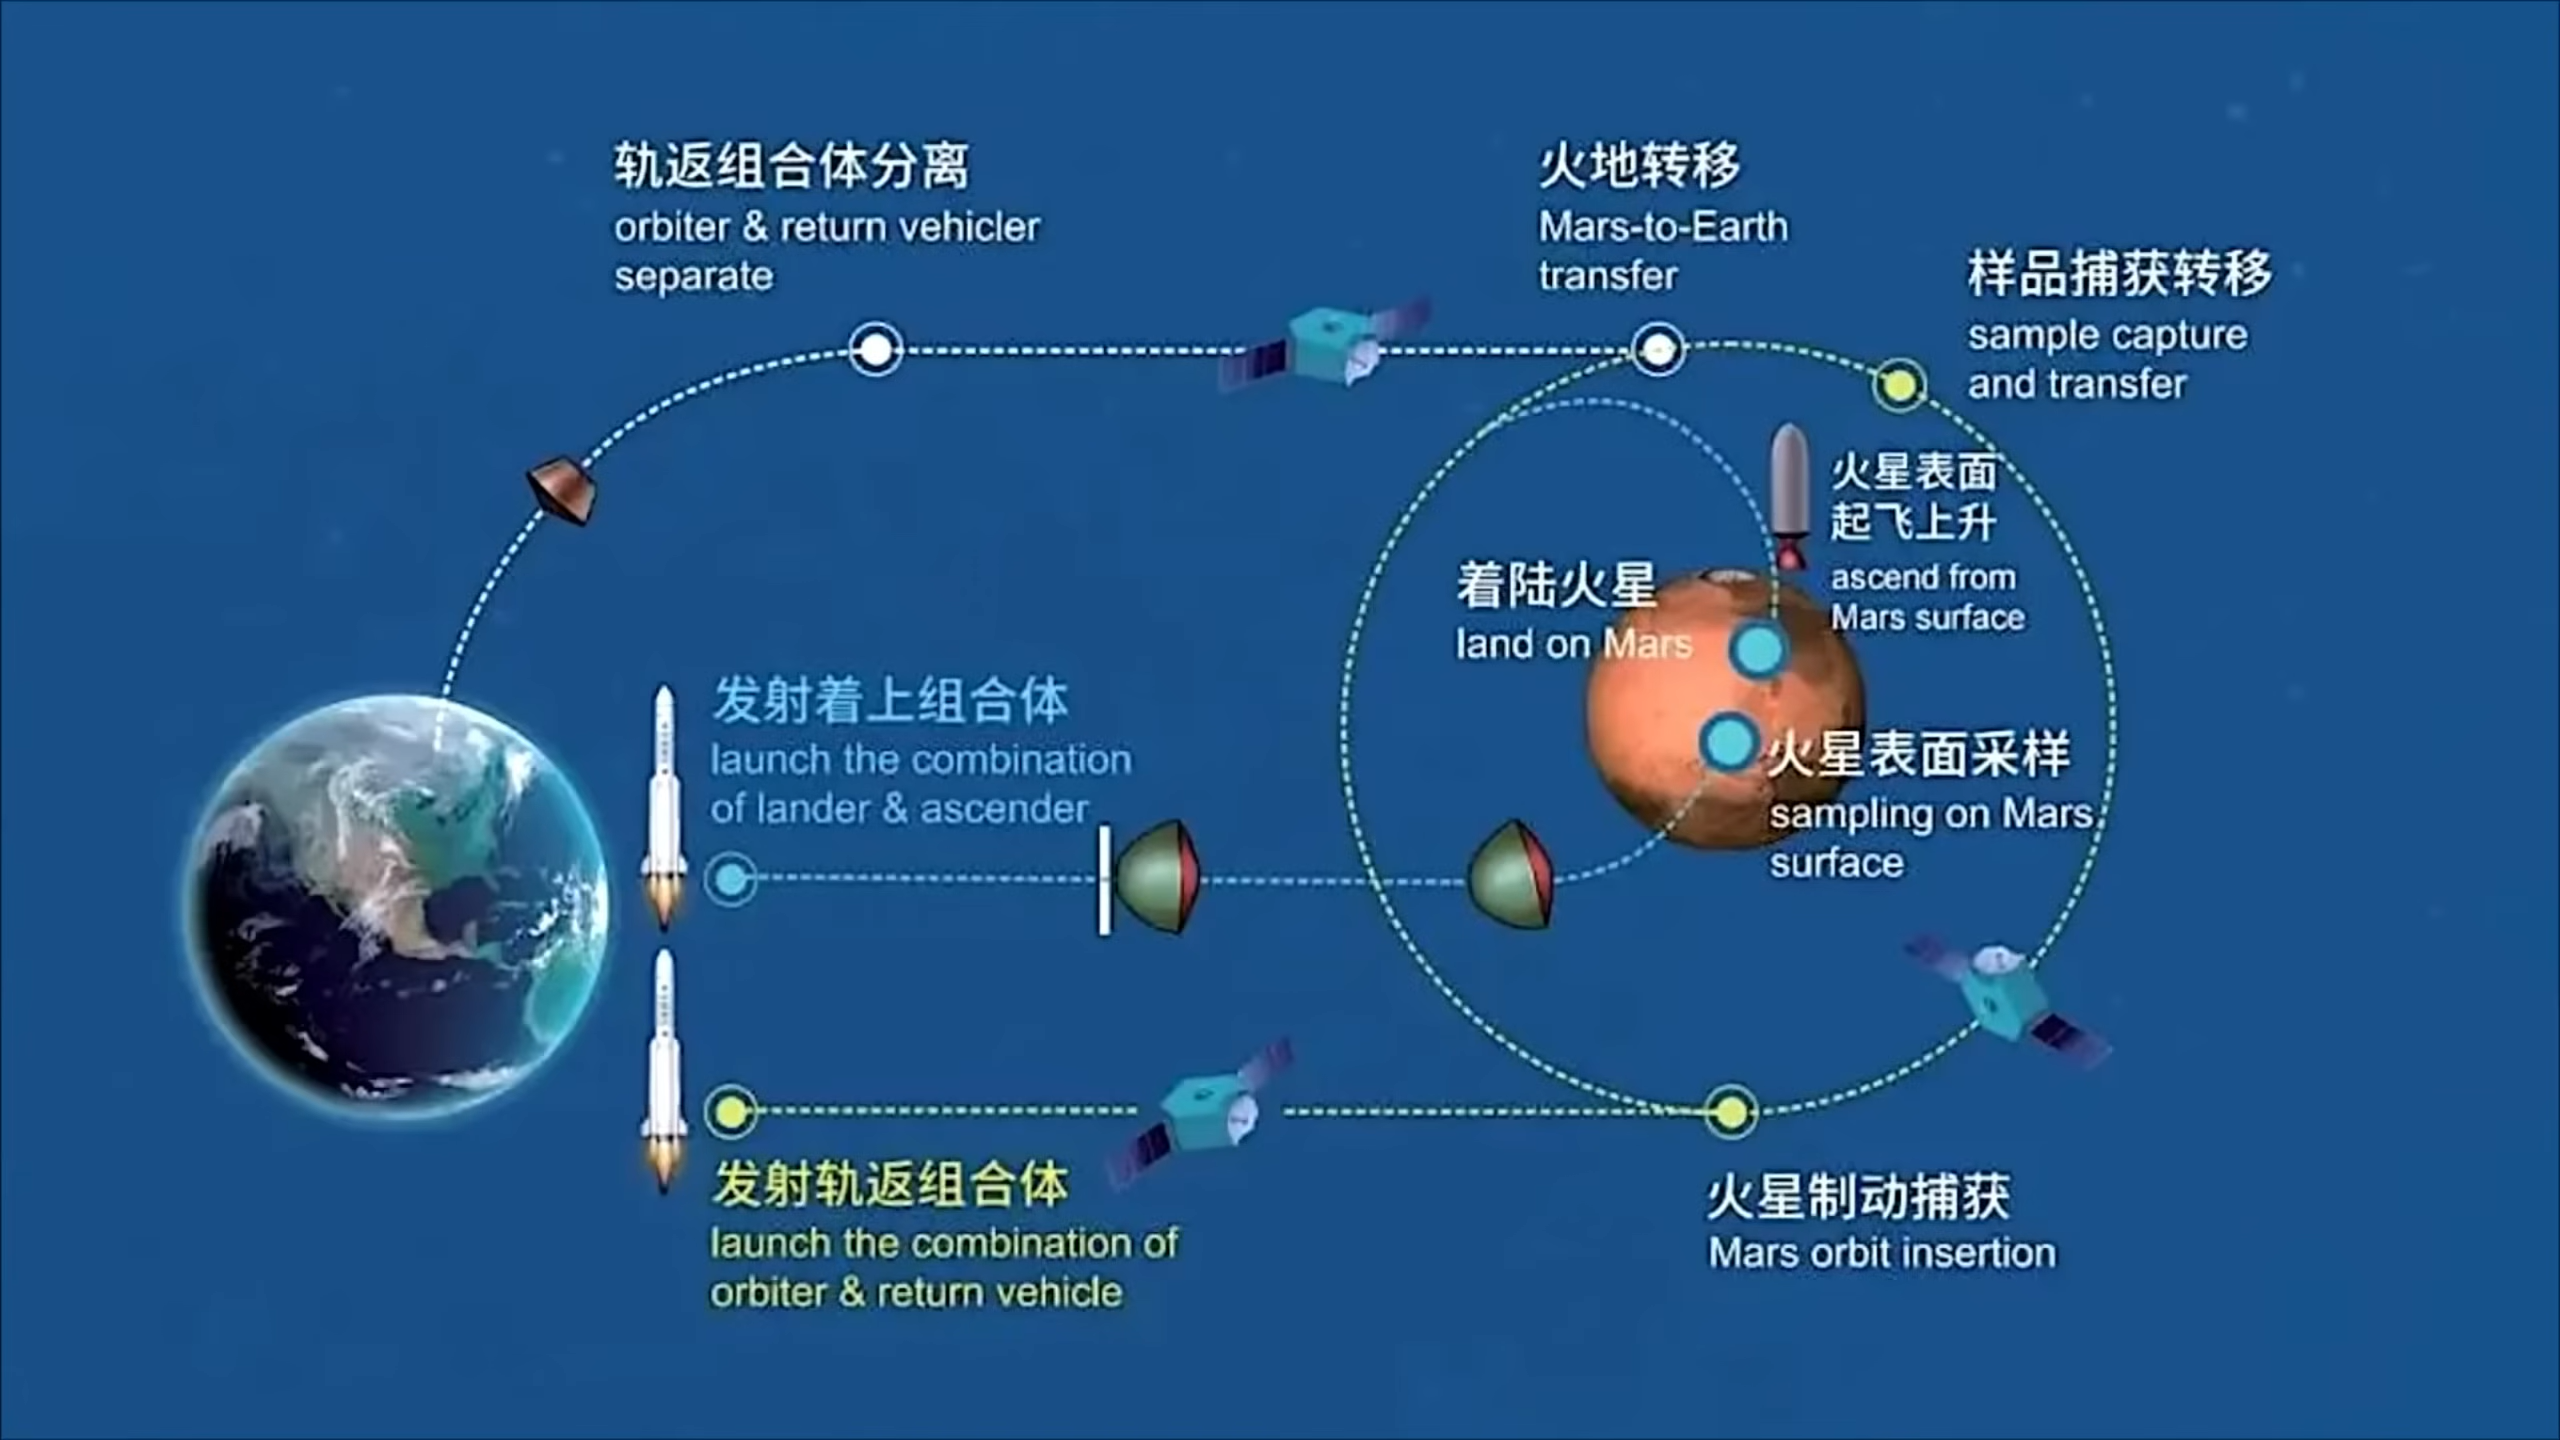 轨返组合体分离
orbiter & return vehicler
separate
火地转移
Mars-to-Earth
transfer
样品捕获转移
sample capture
and transfer
火星表面
起飞上升
ascend from
Mars surface
着陆火星
land on Mars
发射着上组合体
launch the combination
of lander & ascender
火星表面采样
sampling on Mars
surface
发射轨返组合体
launch the combination of
orbiter & return vehicle
火星制动捕获
Mars orbit insertion